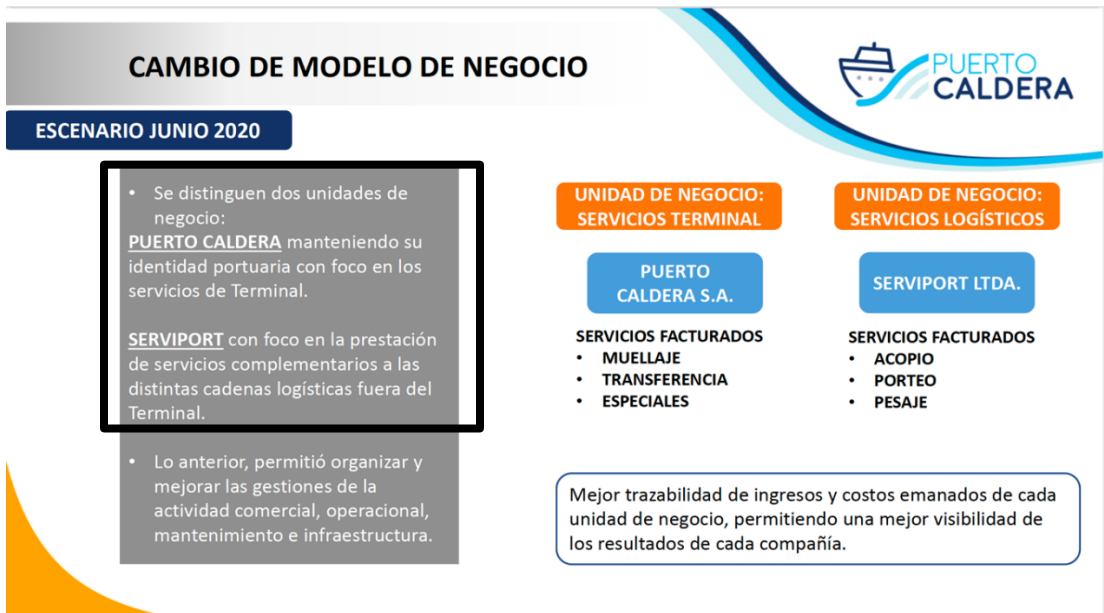 CAMBIO DE MODELO DE NEGOCIO
PUERTO
CALDERA
ESCENARIO JUNIO 2020
• Se distinguen dos unidades de
negocio:
PUERTO CALDERA manteniendo su
identidad portuaria con foco en los
servicios de Terminal.
SERVIPORT con foco en la prestación
de servicios complementarios a las
distintas cadenas logísticas fuera del
Terminal.
• Lo anterior, permitió organizar y
mejorar las gestiones de la
actividad comercial, operacional,
mantenimiento e infraestructura.
UNIDAD DE NEGOCIO:
SERVICIOS TERMINAL
PUERTO
CALDERA S.A.
SERVICIOS FACTURADOS
• MUELLAJE
• TRANSFERENCIA
• ESPECIALES
UNIDAD DE NEGOCIO:
SERVICIOS LOGÍSTICOS
SERVIPORT LTDA.
SERVICIOS FACTURADOS
• ACOPIO
• PORTEO
• PESAJE
Mejor trazabilidad de ingresos y costos emanados de cada
unidad de negocio, permitiendo una mejor visibilidad de
los resultados de cada compañía.